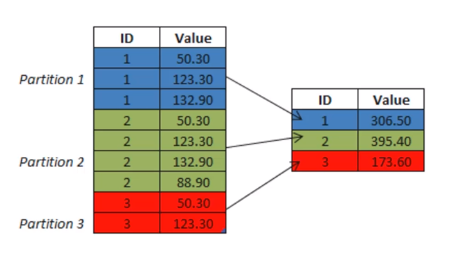 ID Value
1 50.30
Partition 1 1 123.30
1 132.90
ID Value
2 50.30
1 306.50
2 123.30
2 395.40
Partition 2 2 132.90
3 173.60
2 88.90
3 50.30
Partition 3 3 123.30